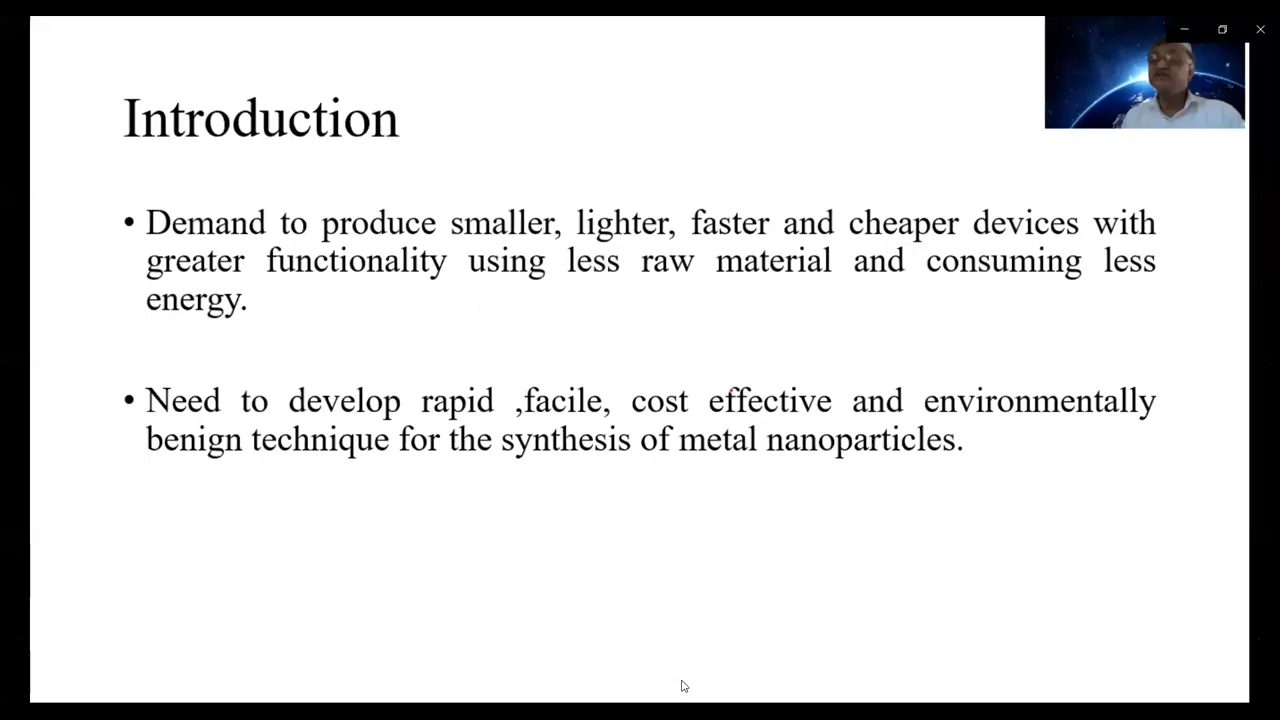 Introduction
• Demand to produce smaller, lighter, faster and cheaper devices with
greater functionality using less raw material and consuming less
energy.
• Need to develop rapid ,facile, cost effective and environmentally
benign technique for the synthesis of metal nanoparticles.